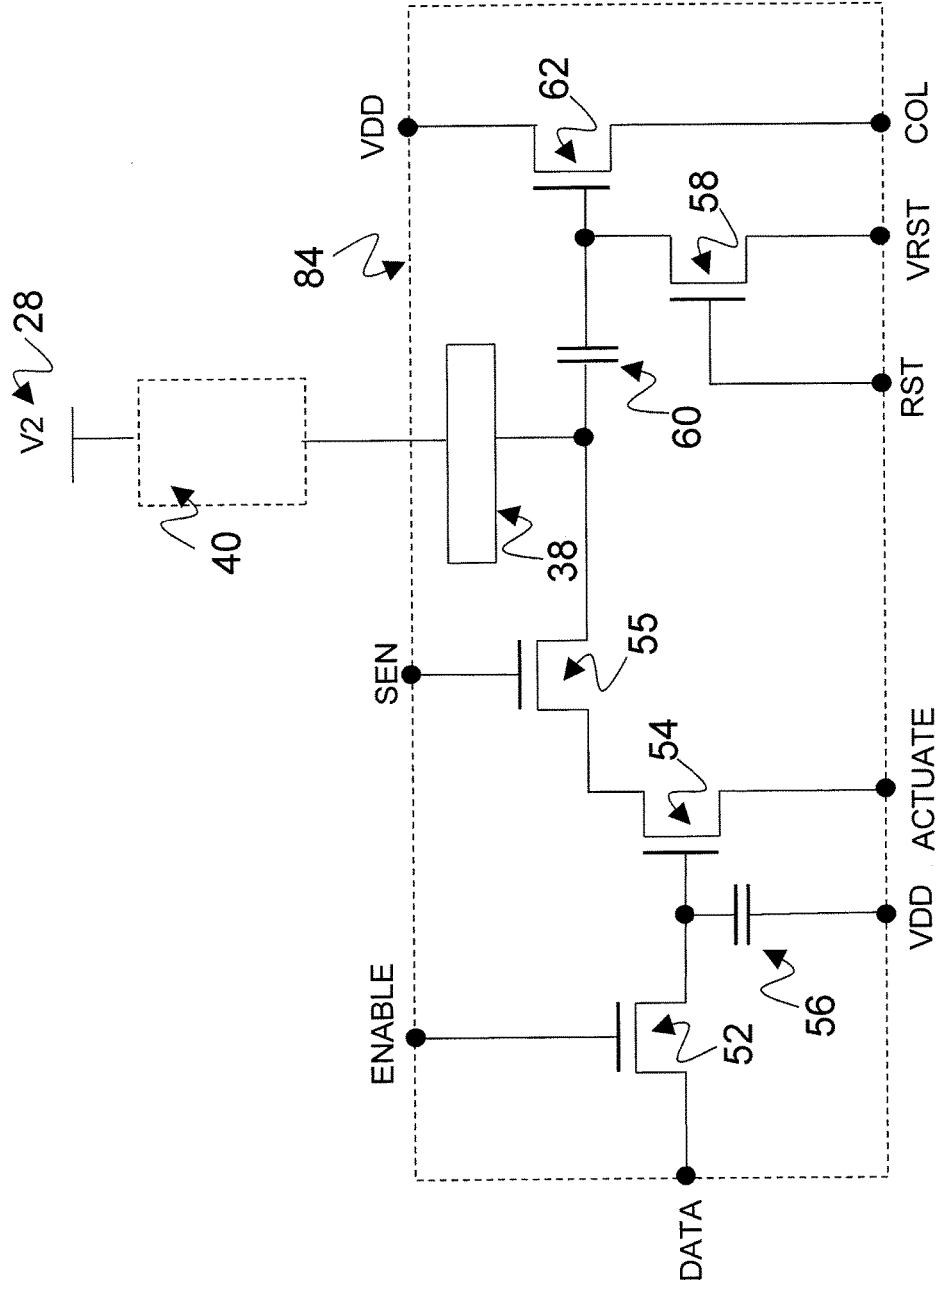 V2
28
40
VDD
84
62
38
60
58
SEN
55
54
ENABLE
52
56
DATA
VDD
ACTUATE
RST
VRST
COL